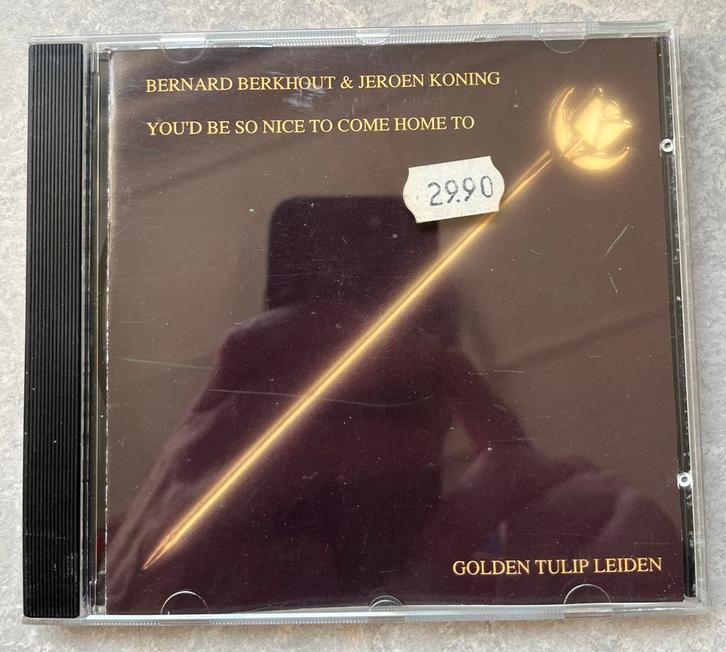 BERNARD BERKHOUT & JEROEN KONING
YOU'D BE SO NICE TO COME HOME TO
29.90
GOLDEN TULIP LEIDEN